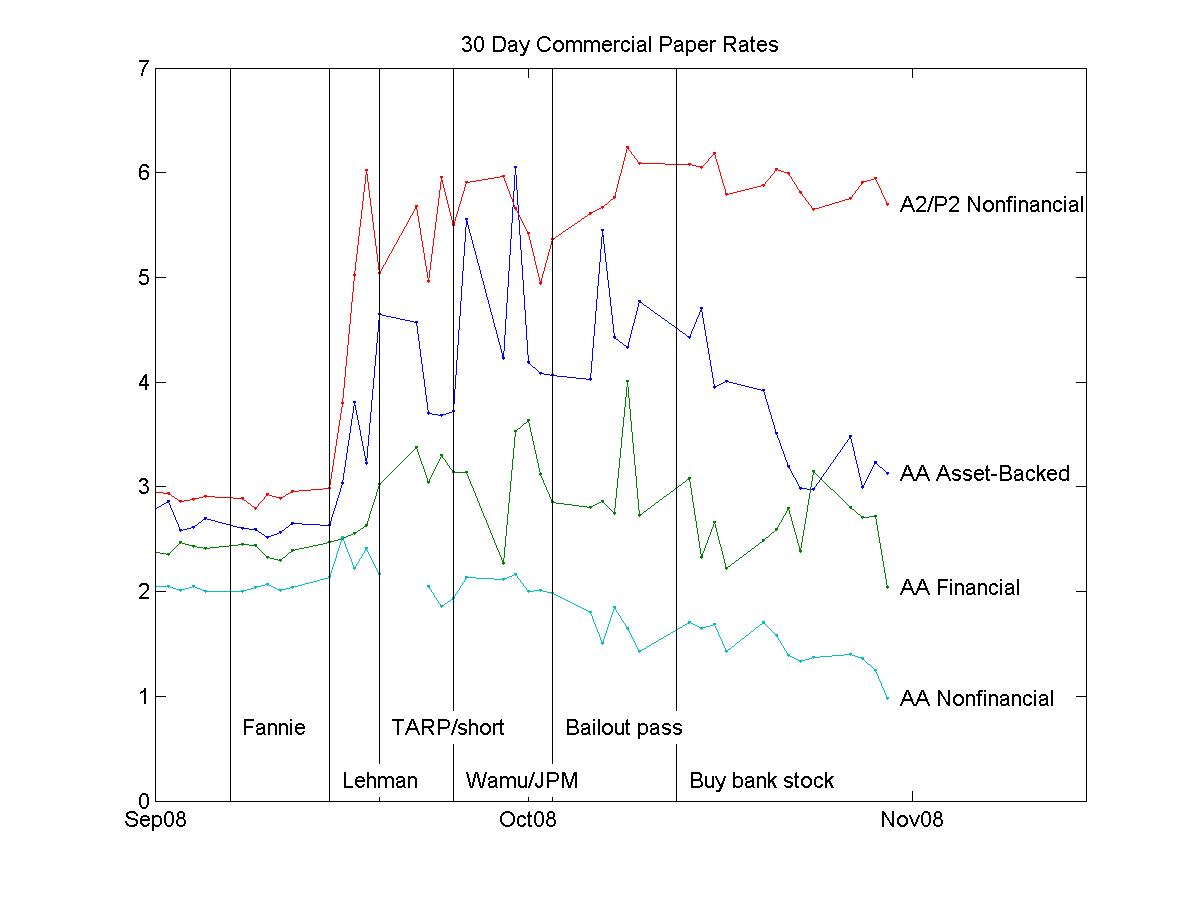 30 Day Commercial Paper Rates
7
6
5
4
3
2
1
0
A2/P2 Nonfinancial
AA Asset-Backed
AA Financial
AA Nonfinancial
Fannie
TARP/short
Bailout pass
Lehman
Wamu/JPM
Buy bank stock
Sep08
Oct08
Nov08